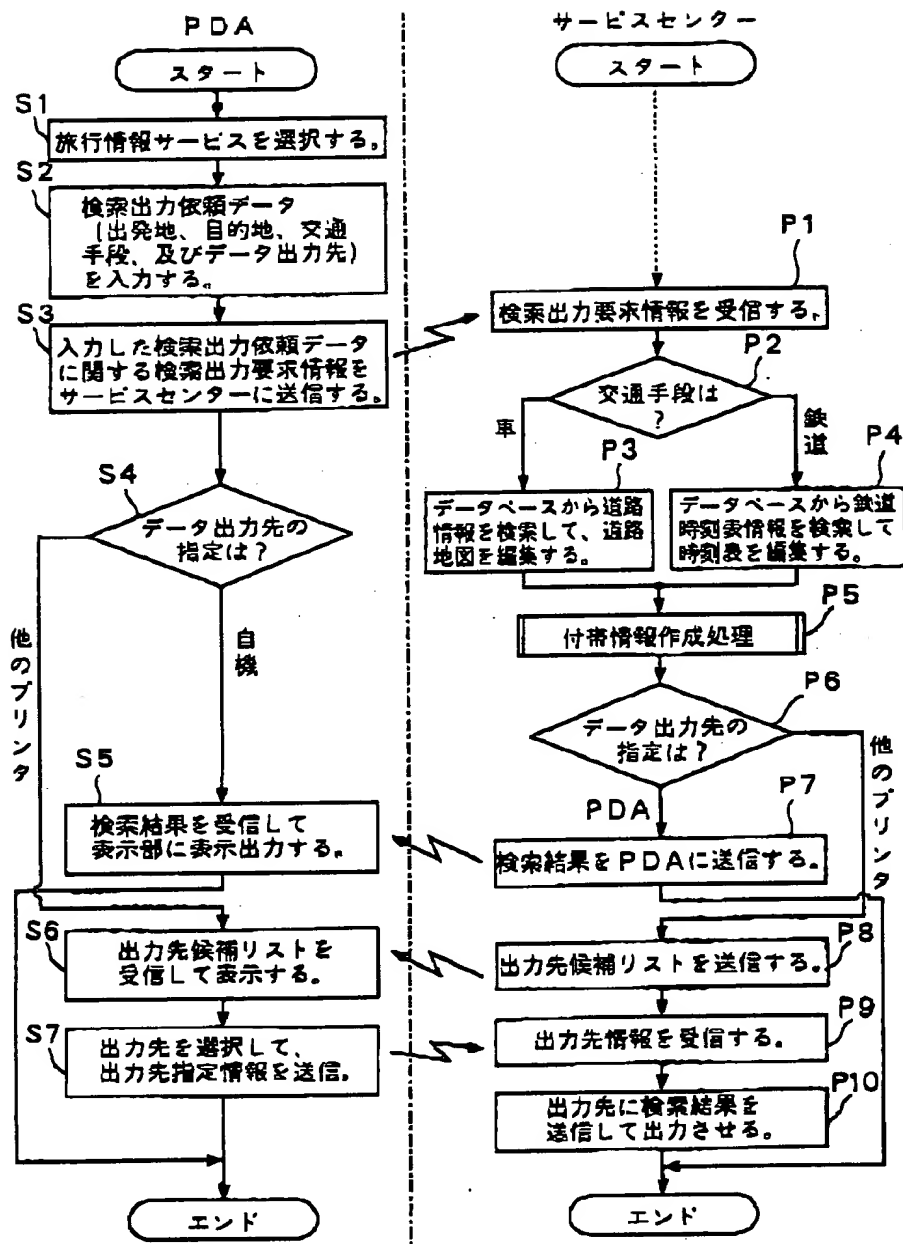 PDA
スタート
S1
旅行情報サービスを選択する。
S2
検索出力依頼データ
(出発地、目的地、交通
手段、及びデータ出力先)
を入力する。
S3
入力した検索出力依頼データ
に関する検索出力要求情報を
サービスセンターに送信する。
S4
データ出力先の
指定は?
他のプリンタ
自機
S5
検索結果を受信して
表示部に表示出力する。
S6
出力先候補リストを
受信して表示する。
S7
出力先を選択して、
出力先指定情報を送信。
エンド
サービスセンター
スタート
P1
検索出力要求情報を受信する。
P2
交通手段は
?
車
鉄道
P3
データベースから道路
情報を検索して、道路
地図を編集する。
P4
データベースから鉄道
時刻表情報を検索して
時刻表を編集する。
P5
付帯情報作成処理
P6
データ出力先の
指定は?
PDA
他のプリンタ
P7
検索結果をPDAに送信する。
P8
出力先候補リストを送信する。
P9
出力先情報を受信する。
P10
出力先に検索結果を
送信して出力させる。
エンド